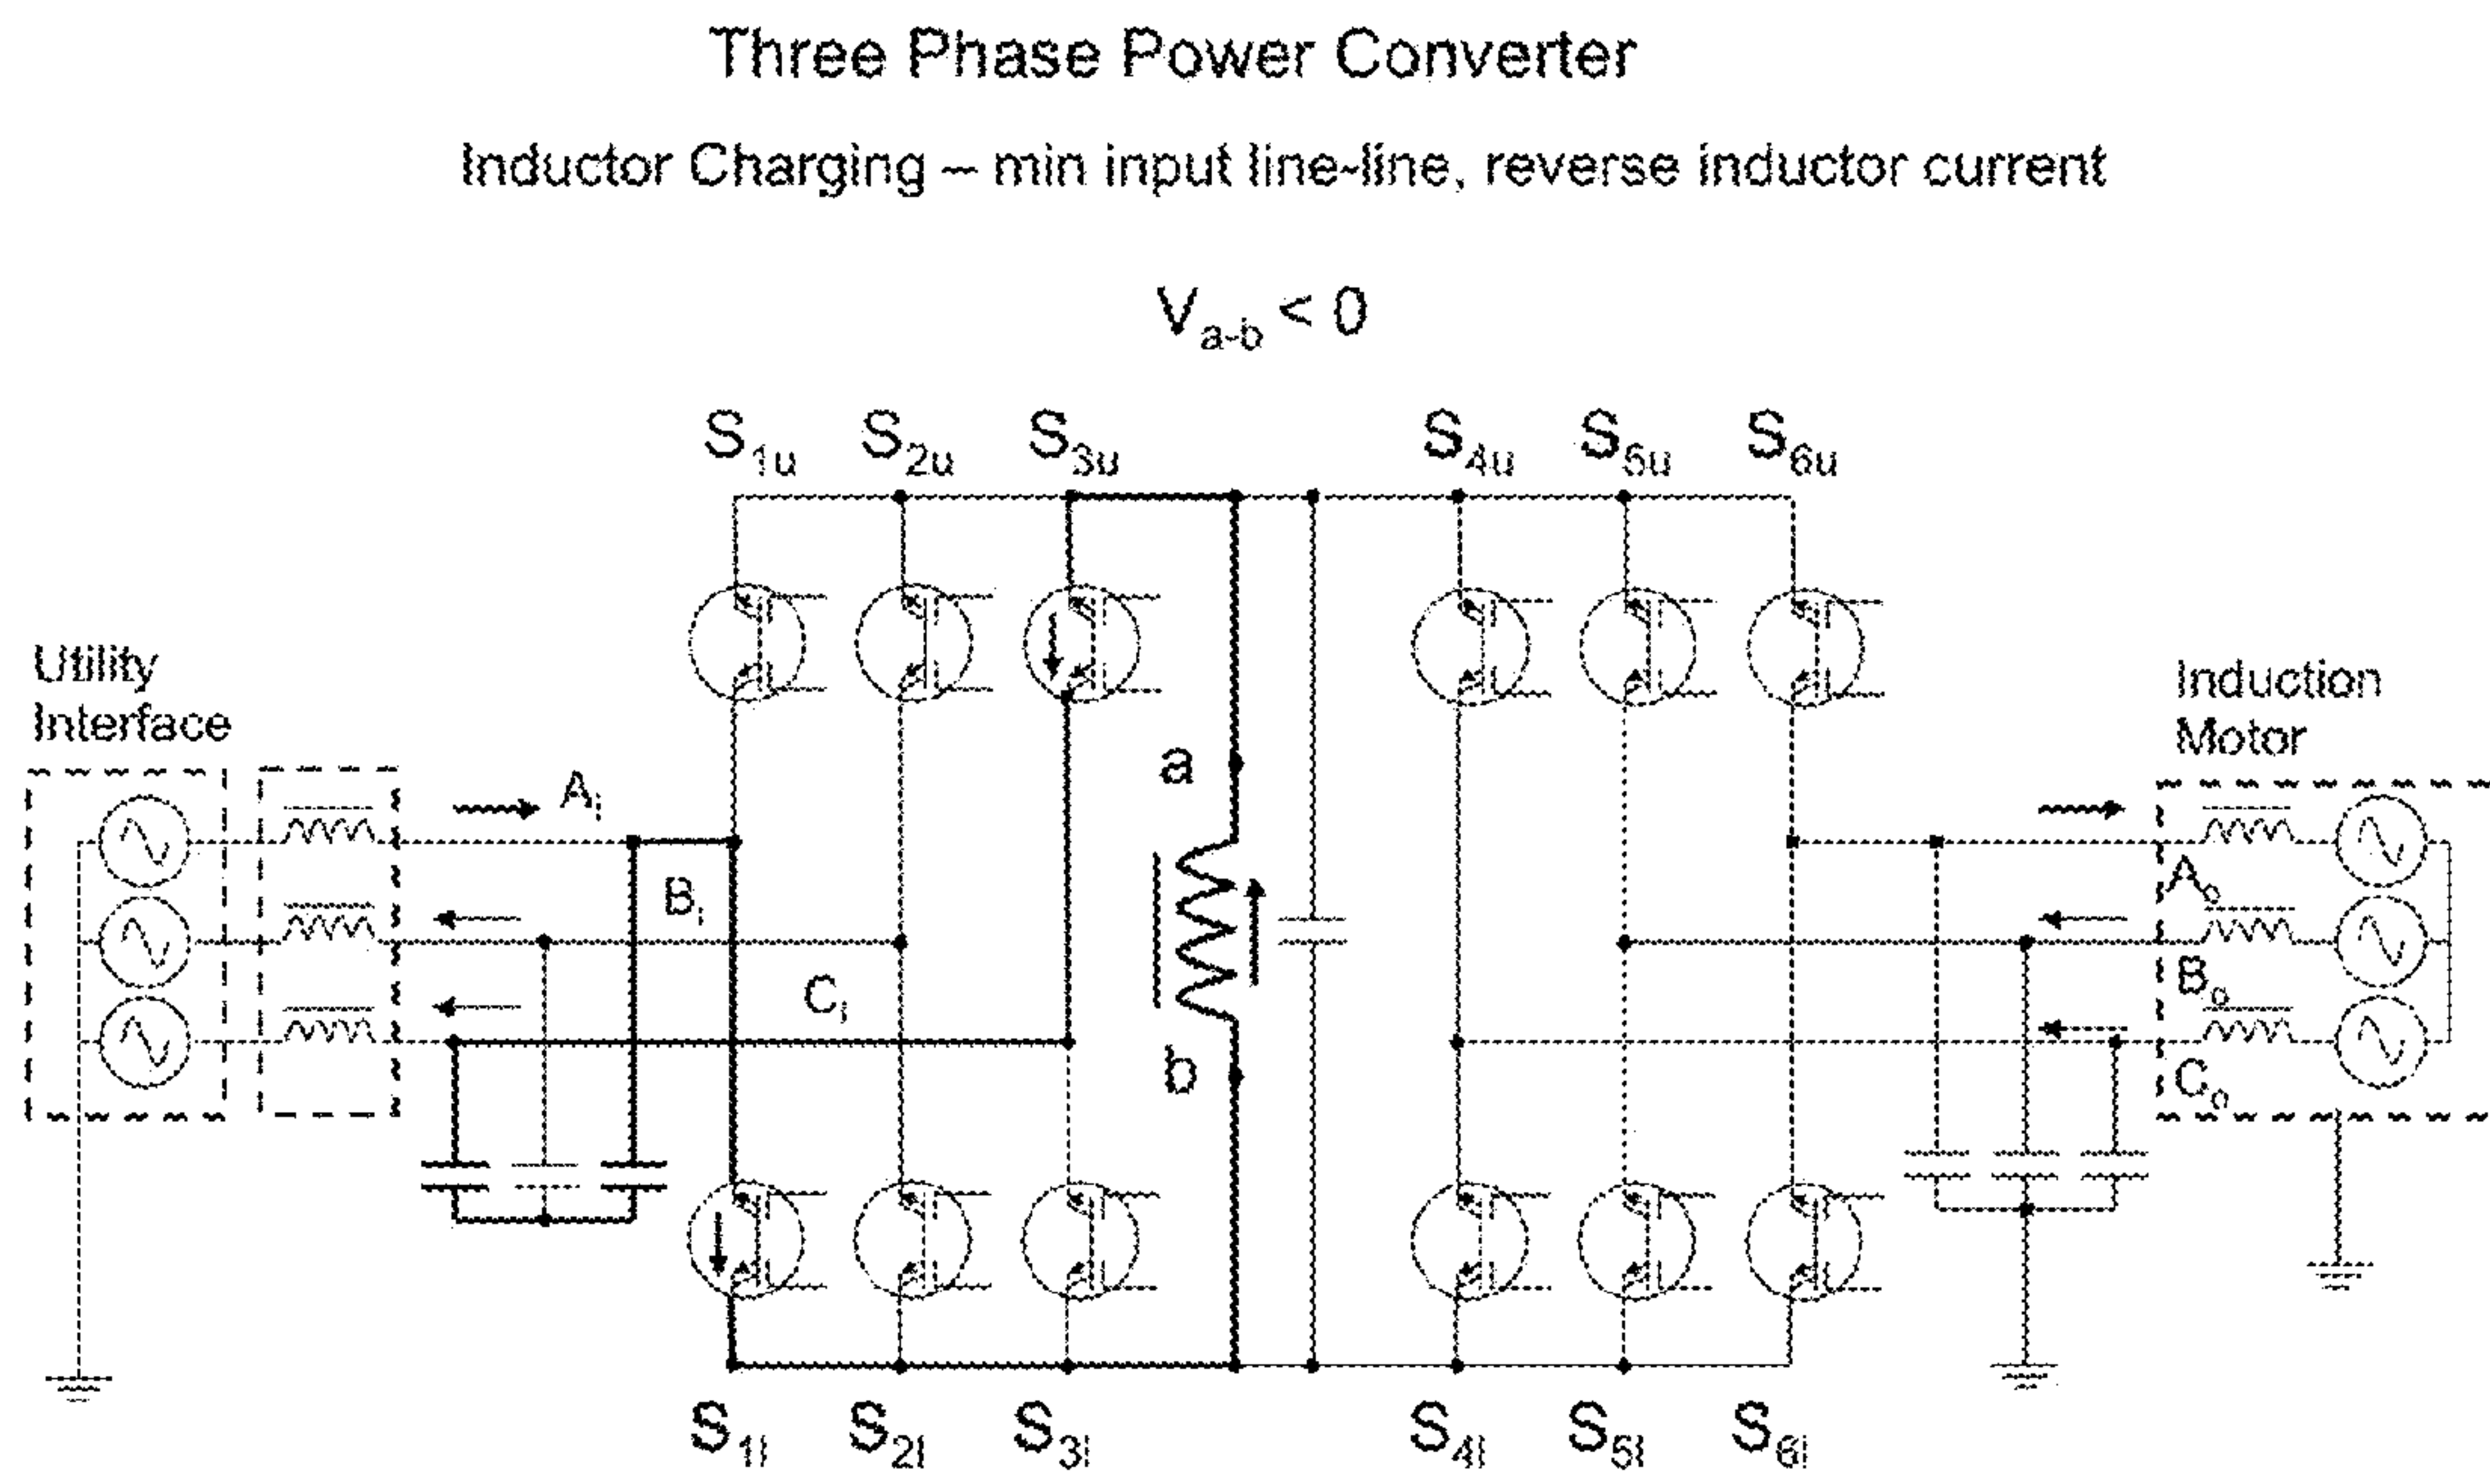 Three Phase Power Converter
Inductor Charging – min input line-line, reverse inductor current
V a-b < 0
S1u S2u S3u S4u S5u S6u
Utility
Interface
Induction
Motor
a
Ai
Bi
Ao
Ci
Bo
b
Co
S1l S2l S3l S4l S5l S6l